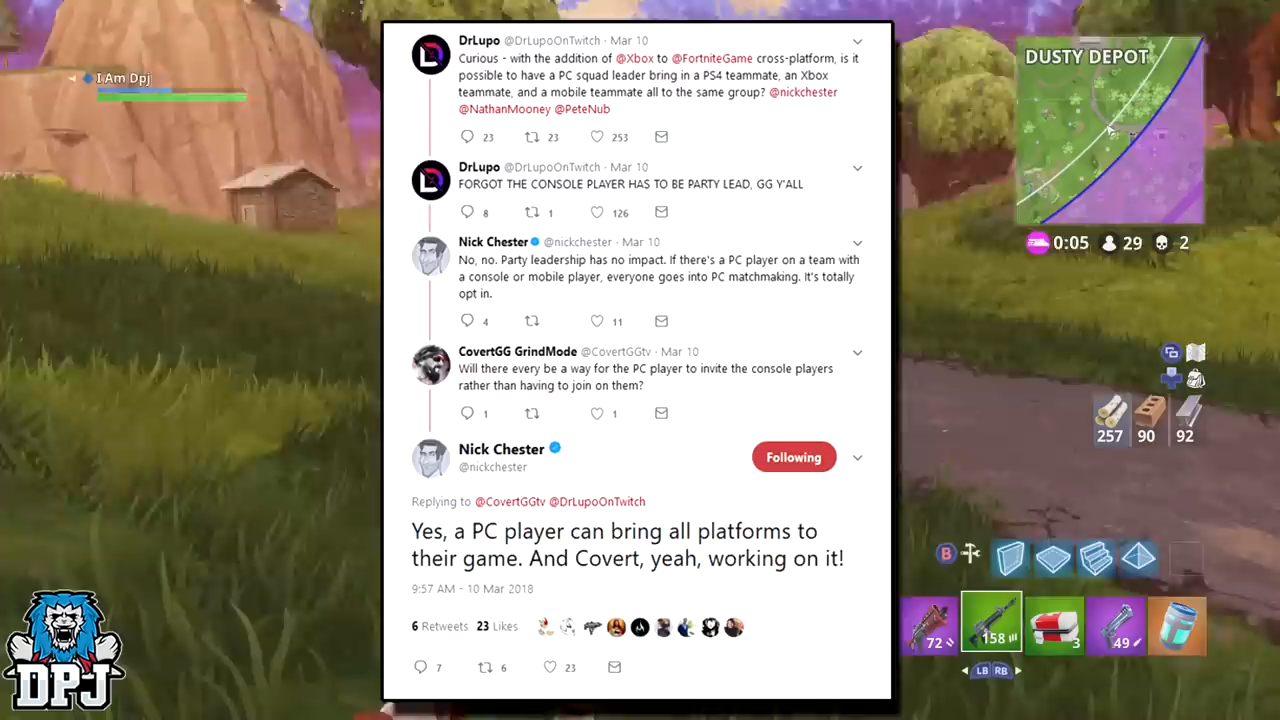 I Am Dpj
DrLupo @DrLupoOnTwitch · Mar 10
Curious - with the addition of @Xbox to @FortniteGame cross-platform, is it
possible to have a PC squad leader bring in a PS4 teammate, an Xbox
teammate, and a mobile teammate all to the same group? @nickchester
@NathanMooney @PeteNub
23 23 253
DrLupo @DrLupoOnTwitch · Mar 10
FORGOT THE CONSOLE PLAYER HAS TO BE PARTY LEAD, GG Y'ALL
8 1 126
Nick Chester @nickchester · Mar 10
No, no. Party leadership has no impact. If there's a PC player on a team with
a console or mobile player, everyone goes into PC matchmaking. It's totally
opt in.
4 11
CovertGG GrindMode @CovertGGtv · Mar 10
Will there every be a way for the PC player to invite the console players
rather than having to join on them?
1 1
Nick Chester
@nickchester
Following
Replying to @CovertGGtv @DrLupoOnTwitch
Yes, a PC player can bring all platforms to
their game. And Covert, yeah, working on it!
9:57 AM - 10 Mar 2018
6 Retweets 23 Likes
7 6 23
DUSTY DEPOT
0:05 29 2
257 90 92
B
72 158 3 49
LB RB
DPJ